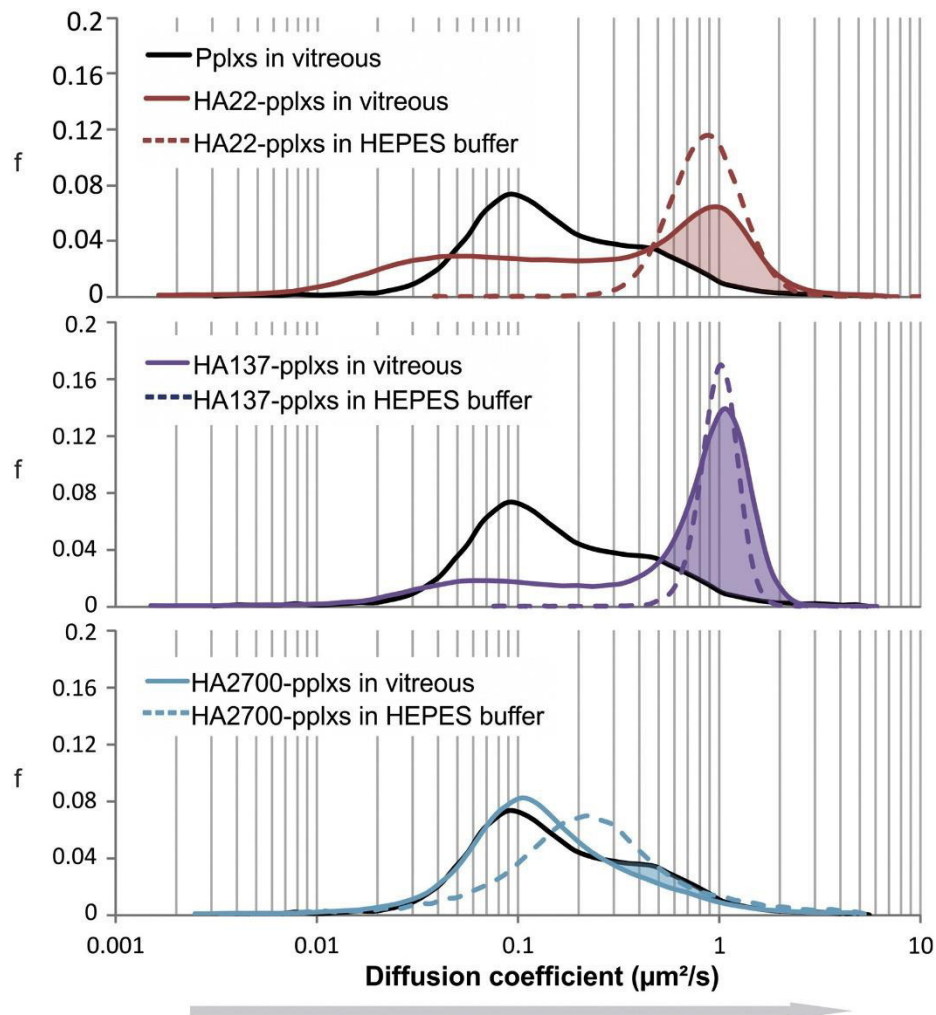 0.2
0.16
0.12
0.08
0.04
0
f
Pplxs in vitreous
HA22-pplxs in vitreous
HA22-pplxs in HEPES buffer
0.2
0.16
0.12
0.08
0.04
0
f
HA137-pplxs in vitreous
HA137-pplxs in HEPES buffer
0.2
0.16
0.12
0.08
0.04
0
f
HA2700-pplxs in vitreous
HA2700-pplxs in HEPES buffer
0.001 0.01 0.1 1 10
Diffusion coefficient (μm²/s)